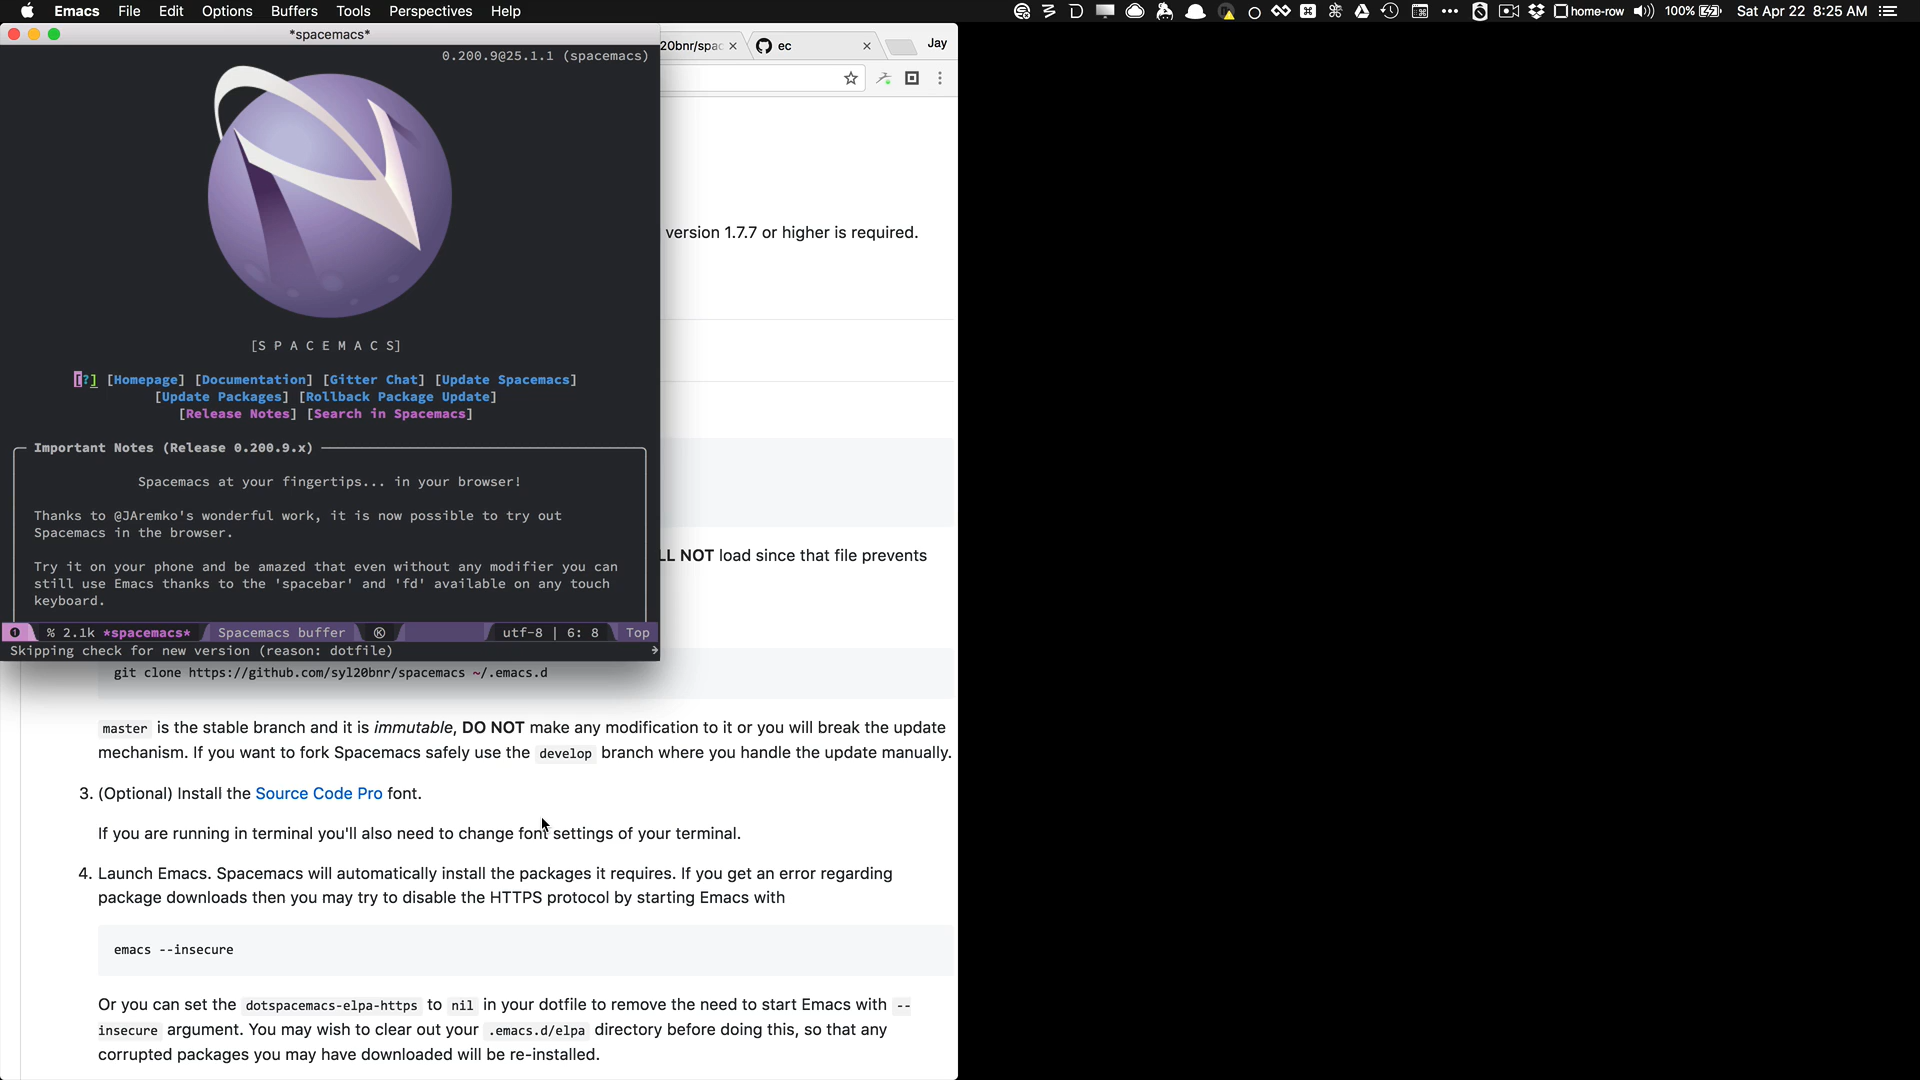 Emacs File Edit Options Buffers Tools Perspectives Help
home-row 100% Sat Apr 22 8:25 AM
*spacemacs*
20bnr/spac
ec
Jay
0.200.9@25.1.1 (spacemacs)
[S P A C E M A C S]
[?] [Homepage] [Documentation] [Gitter Chat] [Update Spacemacs]
[Update Packages] [Rollback Package Update]
[Release Notes] [Search in Spacemacs]
Important Notes (Release 0.200.9.x)
Spacemacs at your fingertips... in your browser!
Thanks to @JAremko's wonderful work, it is now possible to try out
Spacemacs in the browser.
Try it on your phone and be amazed that even without any modifier you can
still use Emacs thanks to the 'spacebar' and 'fd' available on any touch
keyboard.
1 % 2.1k *spacemacs* Spacemacs buffer K utf-8 | 6: 8 Top
Skipping check for new version (reason: dotfile)
version 1.7.7 or higher is required.
LL NOT load since that file prevents
git clone https://github.com/syl20bnr/spacemacs ~/.emacs.d
master is the stable branch and it is immutable, DO NOT make any modification to it or you will break the update
mechanism. If you want to fork Spacemacs safely use the develop branch where you handle the update manually.
3. (Optional) Install the Source Code Pro font.
If you are running in terminal you'll also need to change font settings of your terminal.
4. Launch Emacs. Spacemacs will automatically install the packages it requires. If you get an error regarding
package downloads then you may try to disable the HTTPS protocol by starting Emacs with
emacs --insecure
Or you can set the dotspacemacs-elpa-https to nil in your dotfile to remove the need to start Emacs with --
insecure argument. You may wish to clear out your .emacs.d/elpa directory before doing this, so that any
corrupted packages you may have downloaded will be re-installed.